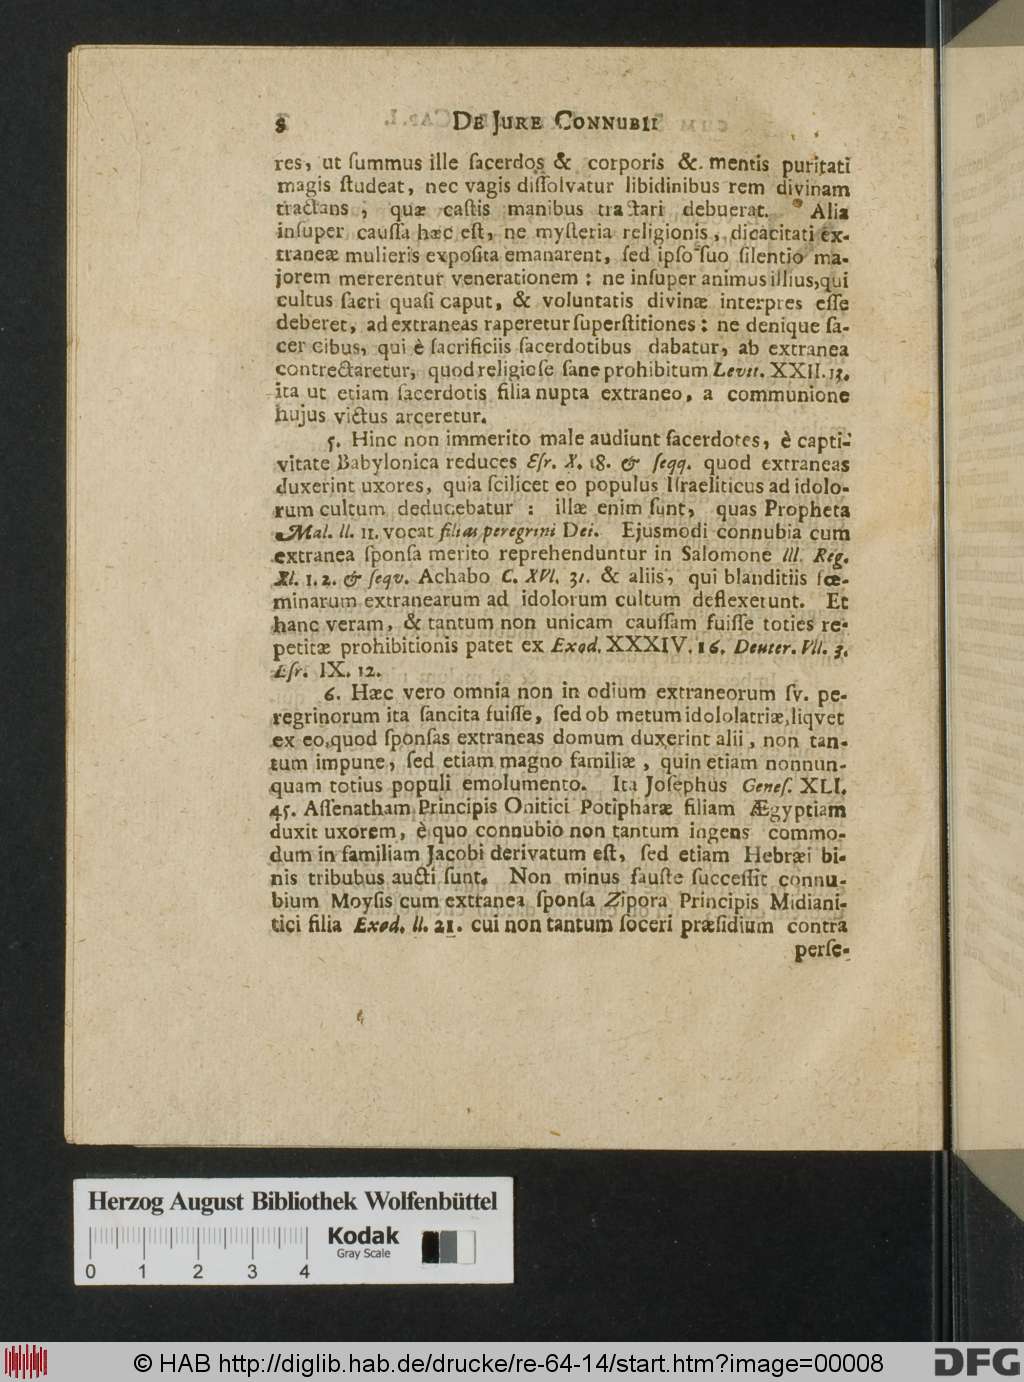 8 DE JURE CONNUBII
res, ut ſummus ille ſacerdos & corporis & mentis puritati
magis ſtudeat, nec vagis diſſolvatur libidinibus rem divinam
tractans, quæ caſtis manibus tractari debuerat. Alia
inſuper cauſſa hæc eſt, ne myſteria religionis, dicacitati ex-
traneæ mulieris expoſita emanarent, ſed ipſo ſuo ſilentio ma-
jorem mererentur venerationem: ne inſuper animus illius, qui
cultus ſacri quaſi caput, & voluntatis divinæ interpres eſſe
deberet, ad extraneas raperetur ſuperſtitiones: ne denique ſa-
cer cibus, qui è ſacrificiis ſacerdotibus dabatur, ab extranea
contrectaretur, quod religioſe ſane prohibitum Levit. XXII. 13.
ita ut etiam ſacerdotis filia nupta extraneo, a communione
hujus victus arceretur.
5. Hinc non immerito male audiunt ſacerdotes, è capti-
vitate Babylonica reduces Eſr. X. 18. & ſeqq. quod extraneas
duxerint uxores, quia ſcilicet eo populus Iſraeliticus ad idolo-
rum cultum deducebatur: illæ enim ſunt, quas Propheta
Mal. II. 11. vocat filias peregrini Dei. Ejusmodi connubia cum
extranea ſponſa merito reprehenduntur in Salomone III. Reg.
XI. 1. 2. & ſeqv. Achabo C. XVI. 31. & aliis, qui blanditiis fœ-
minarum extranearum ad idolorum cultum deflexerunt. Et
hanc veram, & tantum non unicam cauſſam fuiſſe toties re-
petitæ prohibitionis patet ex Exod. XXXIV. 16. Deuter. VII. 3.
Eſr. IX. 12.
6. Hæc vero omnia non in odium extraneorum ſv. pe-
regrinorum ita ſancita fuiſſe, ſed ob metum idololatriæ, liqvet
ex eo, quod ſponſas extraneas domum duxerint alii, non tan-
tum impune, ſed etiam magno familiæ, quin etiam nonnun-
quam totius populi emolumento. Ita Joſephus Geneſ. XLI.
45. Aſſenatham Principis Onitici Potipharæ filiam Ægyptiam
duxit uxorem, è quo connubio non tantum ingens commo-
dum in familiam Jacobi derivatum eſt, ſed etiam Hebræi bi-
nis tribubus aucti ſunt. Non minus fauſte ſucceſſit connu-
bium Moyſis cum extranea ſponſa Zipora Principis Midiani-
tici filia Exod. II. 21. cui non tantum ſoceri præſidium contra
perſe-
Herzog August Bibliothek Wolfenbüttel
Kodak
Gray Scale
0 1 2 3 4
© HAB http://diglib.hab.de/drucke/re-64-14/start.htm?image=00008
DFG